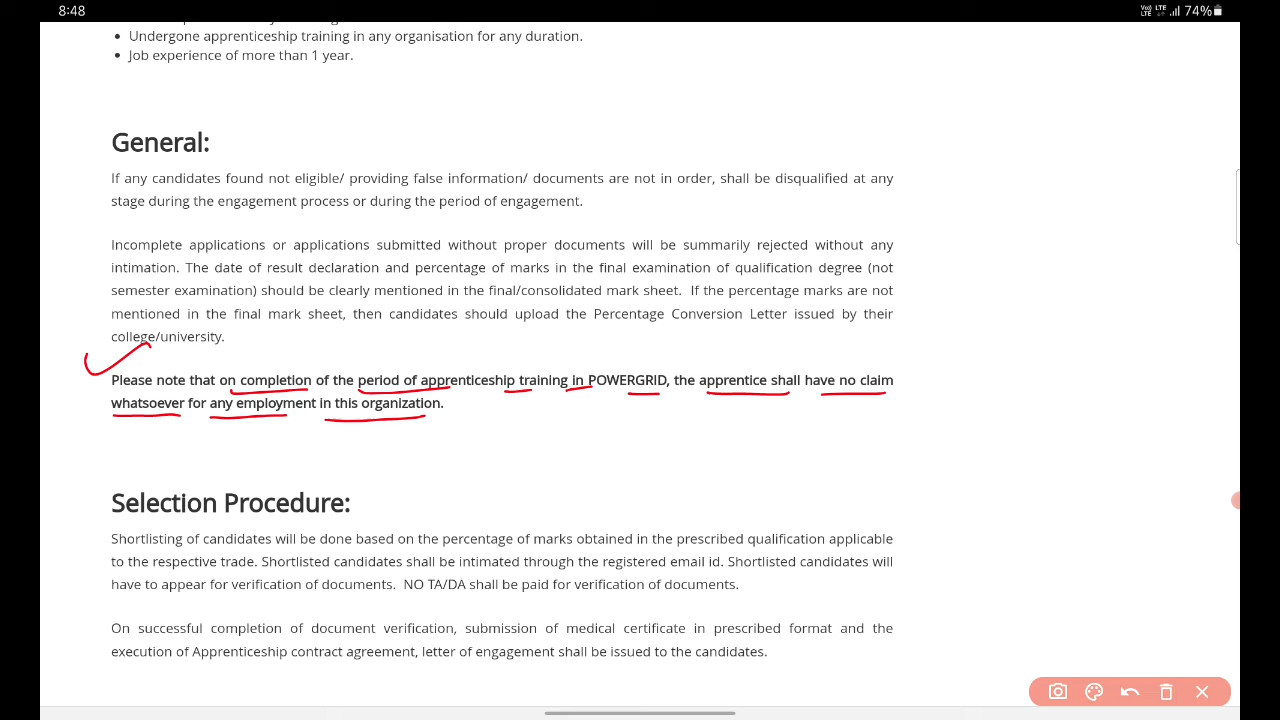 8:48
Vo) LTE
LTE 74%
• Undergone apprenticeship training in any organisation for any duration.
• Job experience of more than 1 year.
General:
If any candidates found not eligible/ providing false information/ documents are not in order, shall be disqualified at any
stage during the engagement process or during the period of engagement.
Incomplete applications or applications submitted without proper documents will be summarily rejected without any
intimation. The date of result declaration and percentage of marks in the final examination of qualification degree (not
semester examination) should be clearly mentioned in the final/consolidated mark sheet. If the percentage marks are not
mentioned in the final mark sheet, then candidates should upload the Percentage Conversion Letter issued by their
college/university.
Please note that on completion of the period of apprenticeship training in POWERGRID, the apprentice shall have no claim
whatsoever for any employment in this organization.
Selection Procedure:
Shortlisting of candidates will be done based on the percentage of marks obtained in the prescribed qualification applicable
to the respective trade. Shortlisted candidates shall be intimated through the registered email id. Shortlisted candidates will
have to appear for verification of documents. NO TA/DA shall be paid for verification of documents.
On successful completion of document verification, submission of medical certificate in prescribed format and the
execution of Apprenticeship contract agreement, letter of engagement shall be issued to the candidates.